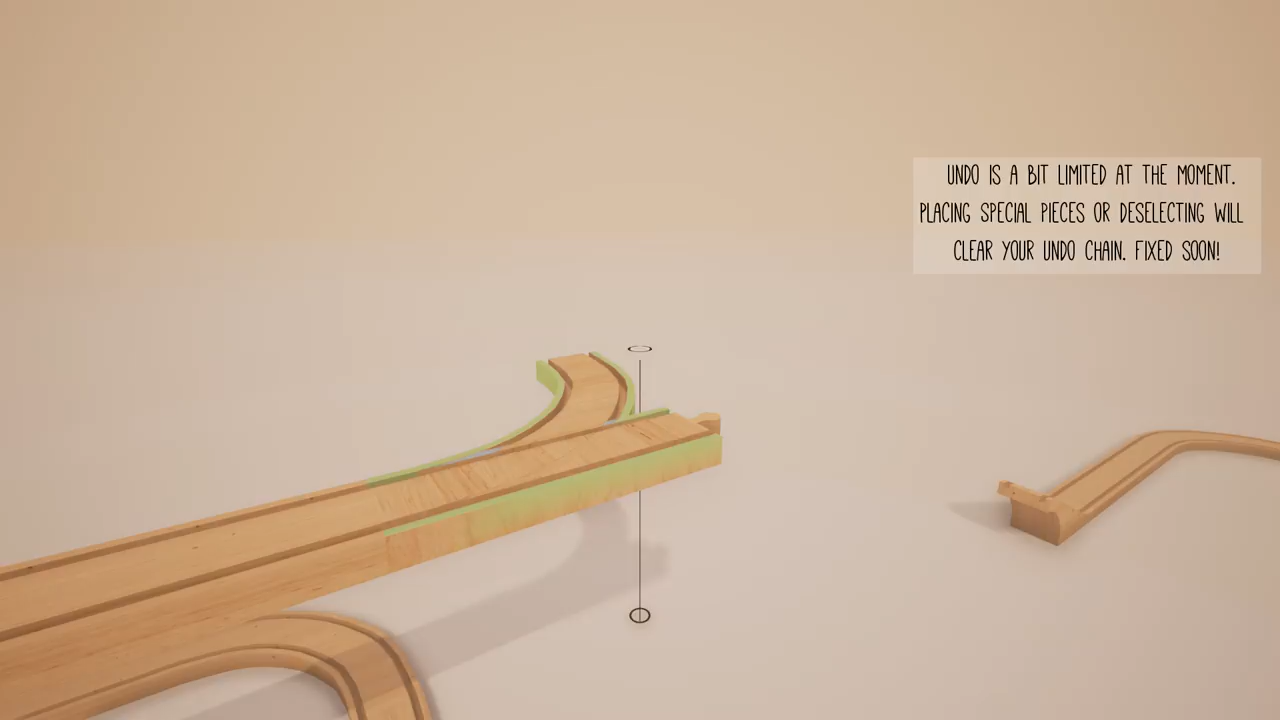 UNDO IS A BIT LIMITED AT THE MOMENT.
PLACING SPECIAL PIECES OR DESELECTING WILL
CLEAR YOUR UNDO CHAIN. FIXED SOON!